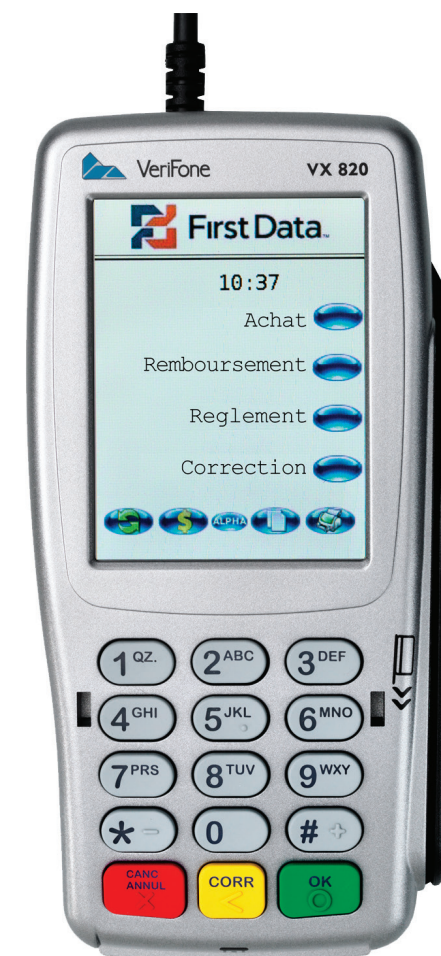 VeriFone VX 820
First Data™
10:37
Achat
Remboursement
Reglement
Correction
$ ALPHA
1 QZ. 2 ABC 3 DEF
4 GHI 5 JKL , 6 MNO
7 PRS 8 TUV 9 WXY
* - 0 # +
CANC CORR OK
ANNUL